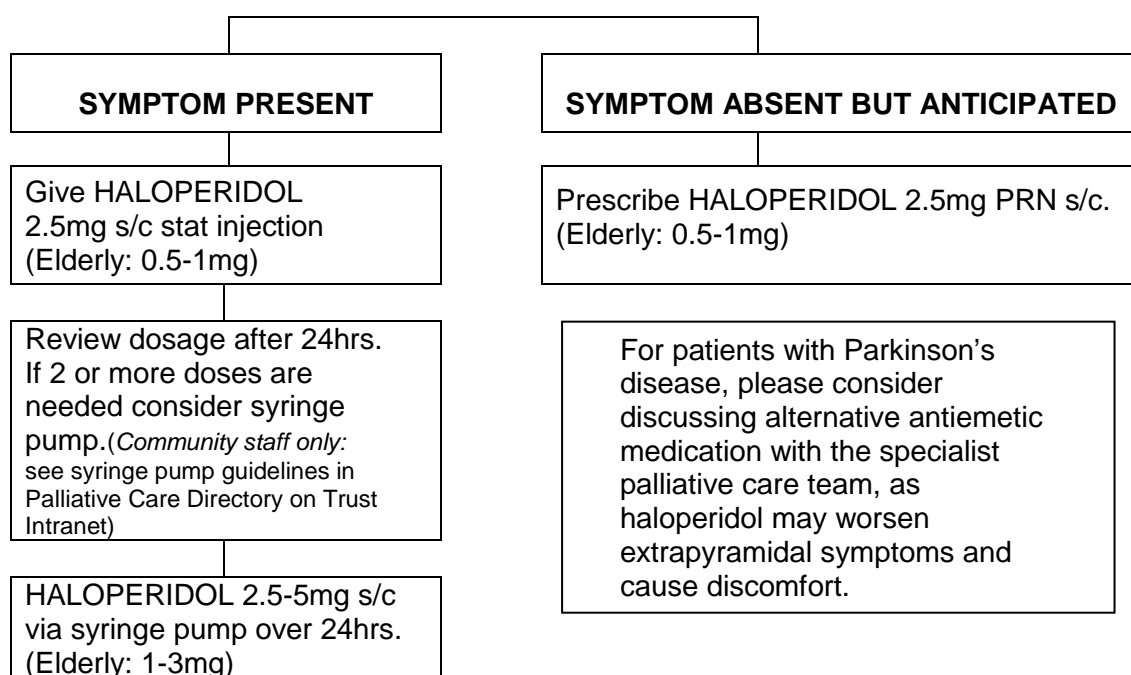 SYMPTOM PRESENT
Give HALOPERIDOL
2.5mg s/c stat injection
(Elderly: 0.5-1mg)
Review dosage after 24hrs.
If 2 or more doses are
needed consider syringe
pump.(Community staff only:
see syringe pump guidelines in
Palliative Care Directory on Trust
Intranet)
HALOPERIDOL 2.5-5mg s/c
via syringe pump over 24hrs.
(Elderly: 1-3mg)
SYMPTOM ABSENT BUT ANTICIPATED
Prescribe HALOPERIDOL 2.5mg PRN s/c.
(Elderly: 0.5-1mg)
For patients with Parkinson’s
disease, please consider
discussing alternative antiemetic
medication with the specialist
palliative care team, as
haloperidol may worsen
extrapyramidal symptoms and
cause discomfort.